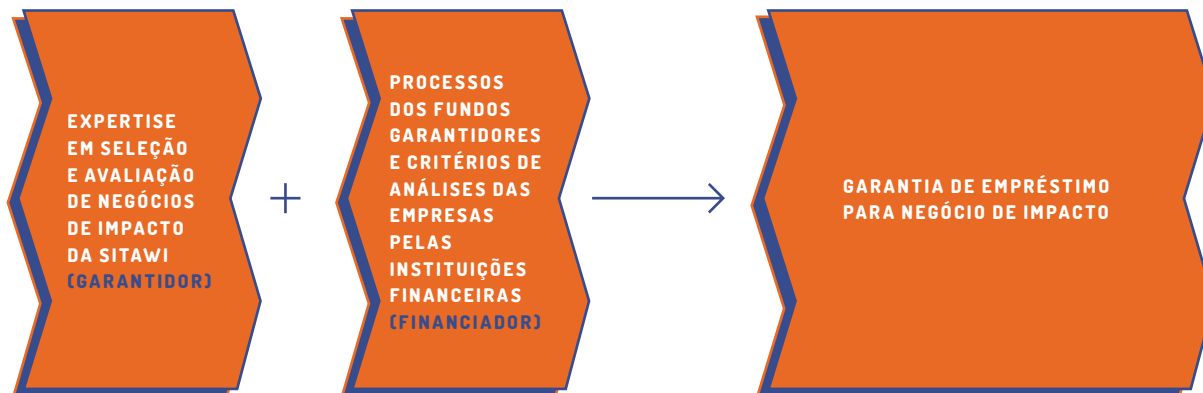 EXPERTISE
EM SELEÇÃO
E AVALIAÇÃO
DE NEGÓCIOS
DE IMPACTO
DA SITAWI
(GARANTIDOR)
+
PROCESSOS
DOS FUNDOS
GARANTIDORES
E CRITÉRIOS DE
ANÁLISES DAS
EMPRESAS
PELAS
INSTITUIÇÕES
FINANCEIRAS
(FINANCIADOR)
GARANTIA DE EMPRÉSTIMO
PARA NEGÓCIO DE IMPACTO